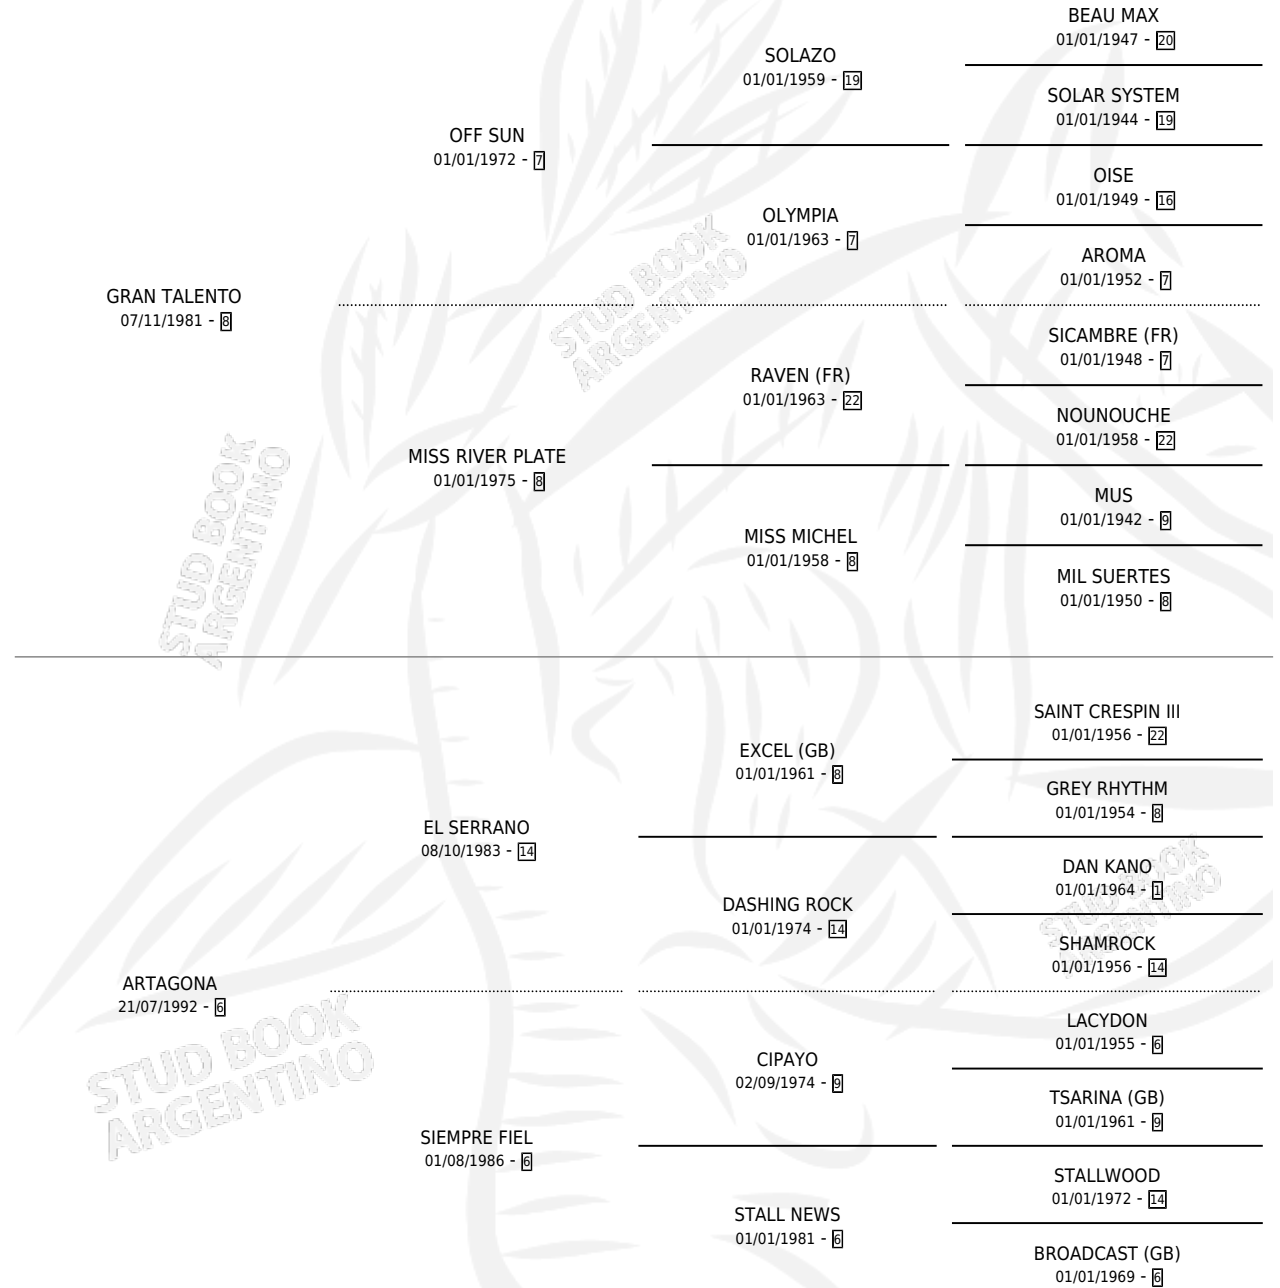 BEAU MAX
01/01/1947 - 20
SOLAZO
01/01/1959 - 19
SOLAR SYSTEM
01/01/1944 - 19
OFF SUN
01/01/1972 - 7
OISE
01/01/1949 - 16
OLYMPIA
01/01/1963 - 7
AROMA
01/01/1952 - 7
GRAN TALENTO
07/11/1981 - 8
SICAMBRE (FR)
01/01/1948 - 7
RAVEN (FR)
01/01/1963 - 22
NOUNOUCHE
01/01/1958 - 22
MISS RIVER PLATE
01/01/1975 - 8
MUS
01/01/1942 - 9
MISS MICHEL
01/01/1958 - 8
MIL SUERTES
01/01/1950 - 8
SAINT CRESPIN III
01/01/1956 - 22
EXCEL (GB)
01/01/1961 - 8
GREY RHYTHM
01/01/1954 - 8
EL SERRANO
08/10/1983 - 14
DAN KANO
01/01/1964 - 1
DASHING ROCK
01/01/1974 - 14
SHAMROCK
01/01/1956 - 14
ARTAGONA
21/07/1992 - 6
LACYDON
01/01/1955 - 6
CIPAYO
02/09/1974 - 9
TSARINA (GB)
01/01/1961 - 9
SIEMPRE FIEL
01/08/1986 - 6
STALLWOOD
01/01/1972 - 14
STALL NEWS
01/01/1981 - 6
BROADCAST (GB)
01/01/1969 - 6
STUD BOOK
ARGENTINO
STUD BOOK
ARGENTINO
STUD BOOK
ARGENTINO
STUD BOOK
ARGENTINO